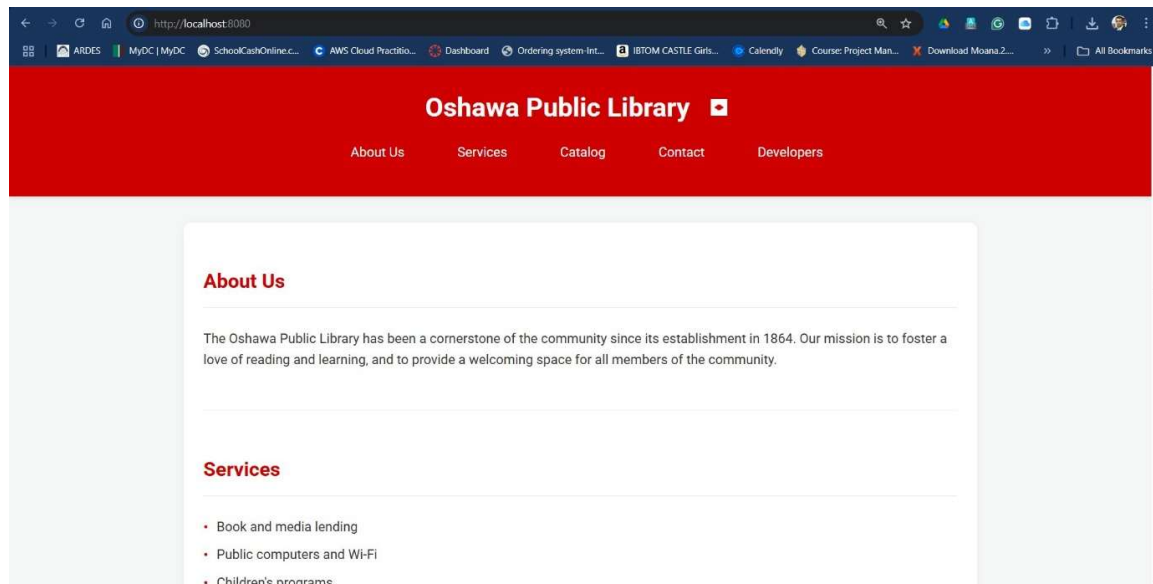 http://localhost:8080
ARDES MyDC | MyDC SchoolCashOnline.c... AWS Cloud Practitio... Dashboard Ordering system-Int... IBTOM CASTLE Girls... Calendly Course: Project Man... Download Moana.2.... » All Bookmarks
Oshawa Public Library
About Us Services Catalog Contact Developers
About Us
The Oshawa Public Library has been a cornerstone of the community since its establishment in 1864. Our mission is to foster a
love of reading and learning, and to provide a welcoming space for all members of the community.
Services
• Book and media lending
• Public computers and Wi-Fi
• Children's programs